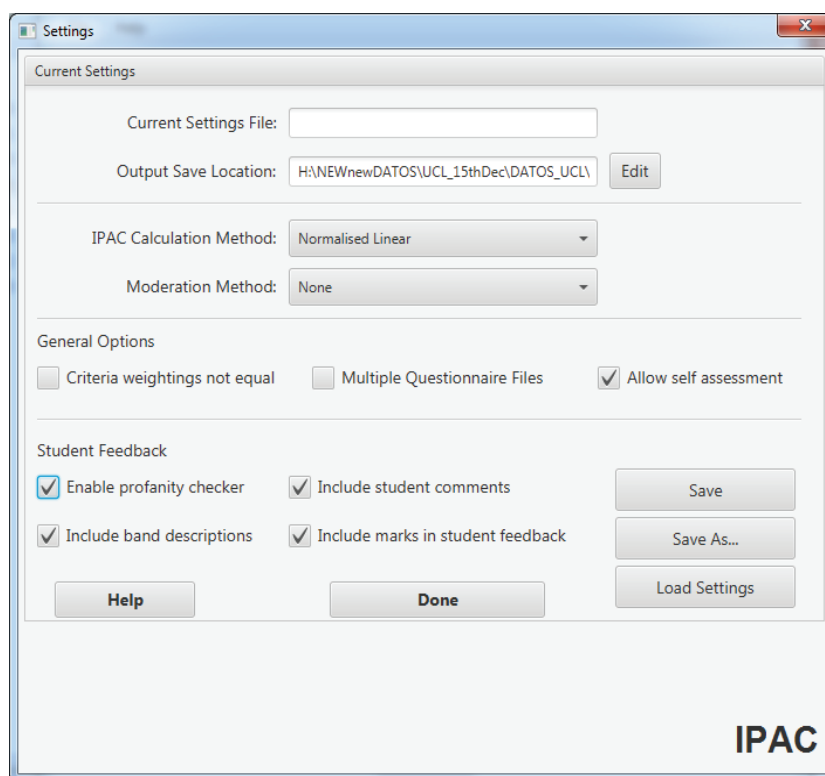 Settings
Current Settings
Current Settings File:
Output Save Location: H:\NEWnewDATOS\UCL_15thDec\DATOS_UCL\ Edit
IPAC Calculation Method: Normalised Linear
Moderation Method: None
General Options
Criteria weightings not equal Multiple Questionnaire Files Allow self assessment
Student Feedback
Enable profanity checker Include student comments Save
Include band descriptions Include marks in student feedback Save As...
Help Done Load Settings
IPAC